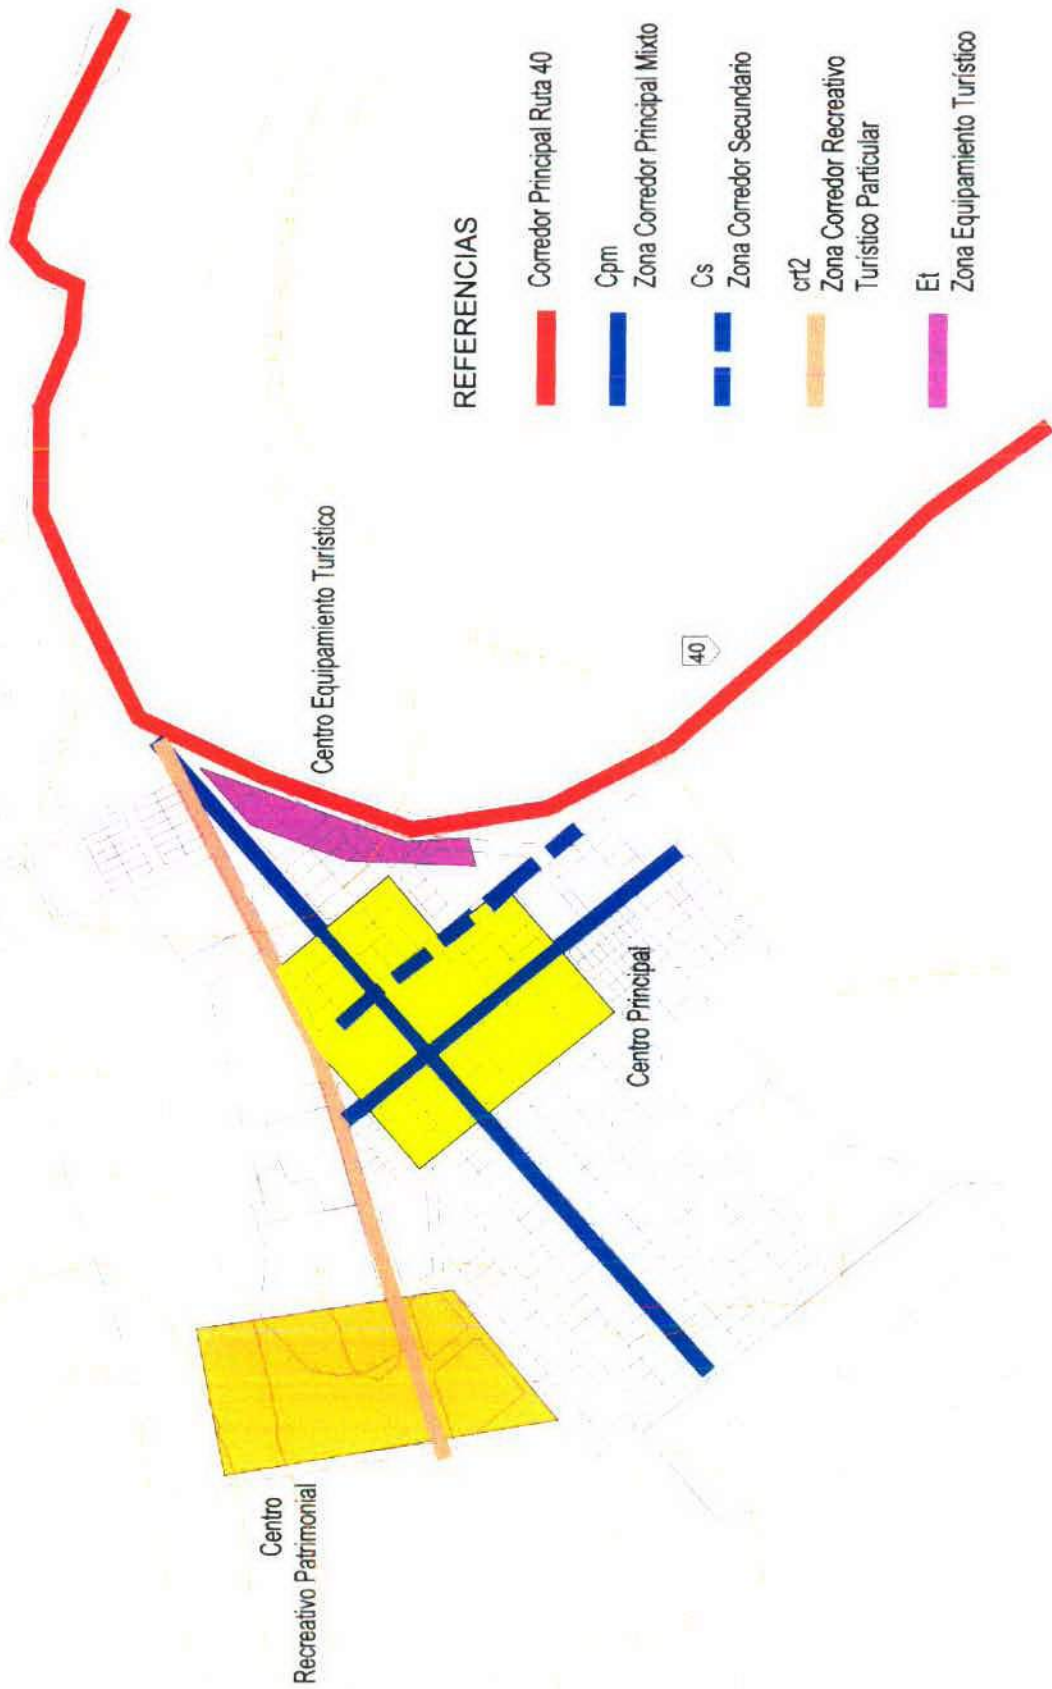 REFERENCIAS
Corredor Principal Ruta 40
Cpm
Zona Corredor Principal Mixto
Cs
Zona Corredor Secundario
crt2
Zona Corredor Recreativo
Turístico Particular
Et
Zona Equipamiento Turístico
Centro Equipamiento Turístico
40
Centro Principal
Centro
Recreativo Patrimonial